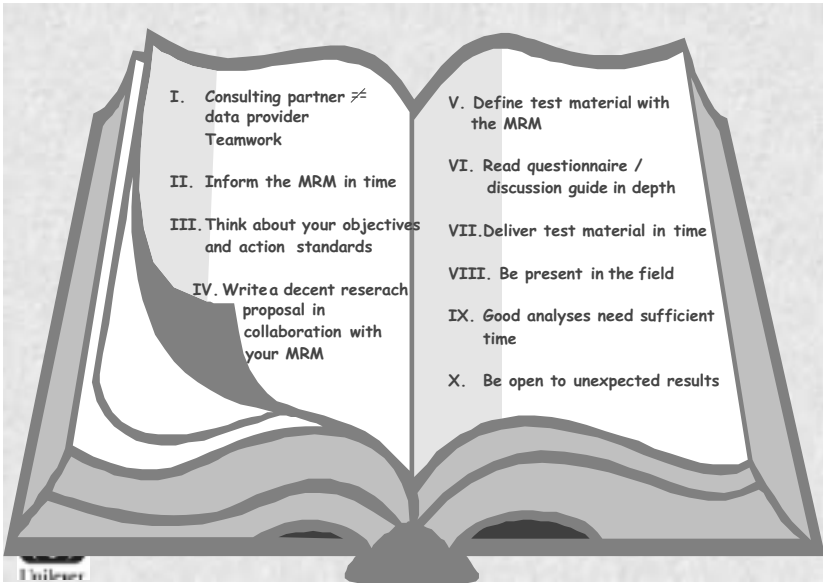 I. Consulting partner ≠
data provider
Teamwork
II. Inform the MRM in time
III. Think about your objectives
and action standards
IV. Write a decent reserach
proposal in
collaboration with
your MRM
V. Define test material with
the MRM
VI. Read questionnaire /
discussion guide in depth
VII. Deliver test material in time
VIII. Be present in the field
IX. Good analyses need sufficient
time
X. Be open to unexpected results